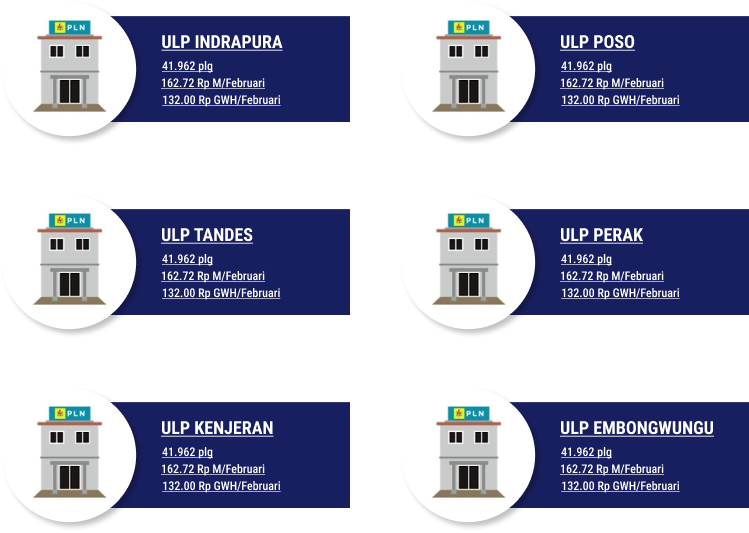 PLN
ULP INDRAPURA
41.962 plg
162.72 Rp M/Februari
132.00 Rp GWH/Februari
PLN
ULP POSO
41.962 plg
162.72 Rp M/Februari
132.00 Rp GWH/Februari
PLN
ULP TANDES
41.962 plg
162.72 Rp M/Februari
132.00 Rp GWH/Februari
PLN
ULP PERAK
41.962 plg
162.72 Rp M/Februari
132.00 Rp GWH/Februari
PLN
ULP KENJERAN
41.962 plg
162.72 Rp M/Februari
132.00 Rp GWH/Februari
PLN
ULP EMBONGWUNGU
41.962 plg
162.72 Rp M/Februari
132.00 Rp GWH/Februari